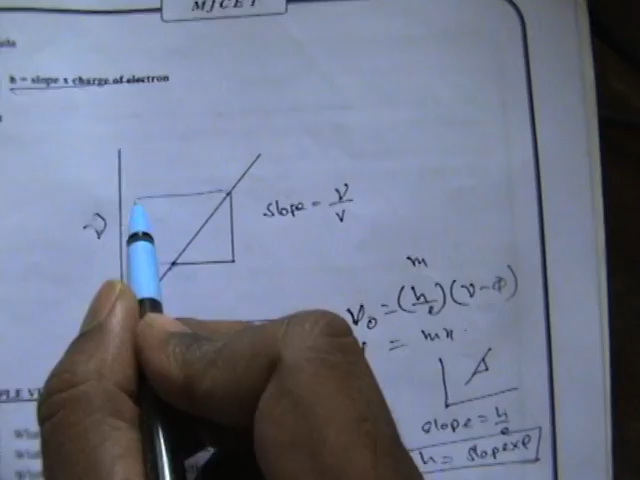 MJCET
h = slope x charge of electron
slope = ν/v
ν
m
V₀ = (h/e)(ν-Φ)
= mx.
slope = h/e
h = slope x e